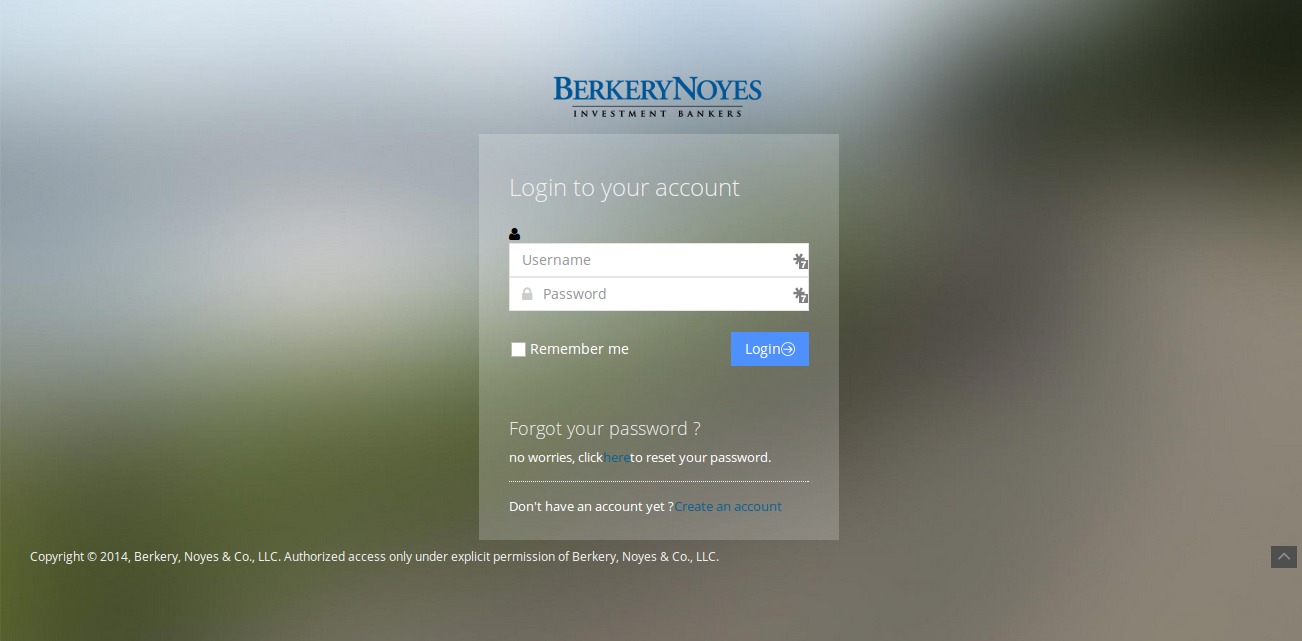 BERKERYNOYES
INVESTMENT BANKERS
Login to your account
Username
7
Password
7
Remember me
Login
Forgot your password ?
no worries, clickhereto reset your password.
Don't have an account yet ?Create an account
Copyright © 2014, Berkery, Noyes & Co., LLC. Authorized access only under explicit permission of Berkery, Noyes & Co., LLC.